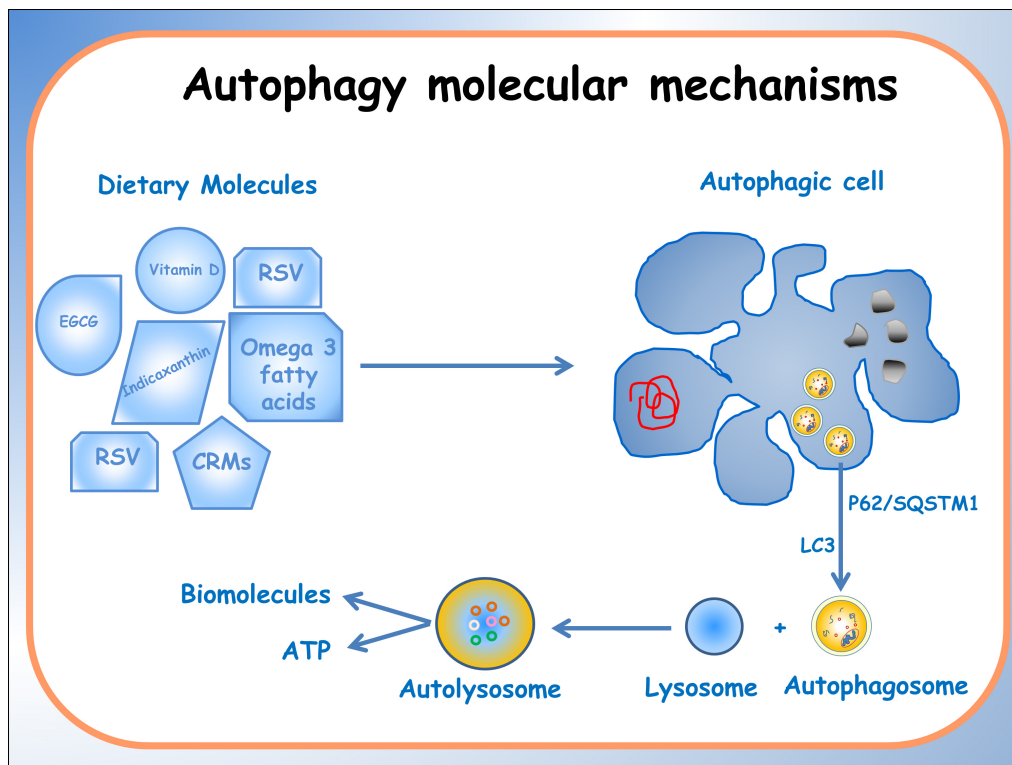 Autophagy molecular mechanisms
Dietary Molecules
Autophagic cell
Vitamin D
RSV
EGCG
Indicaxanthin
Omega 3
fatty
acids
RSV
CRMs
P62/SQSTM1
LC3
Biomolecules
ATP
+
Autolysosome
Lysosome
Autophagosome